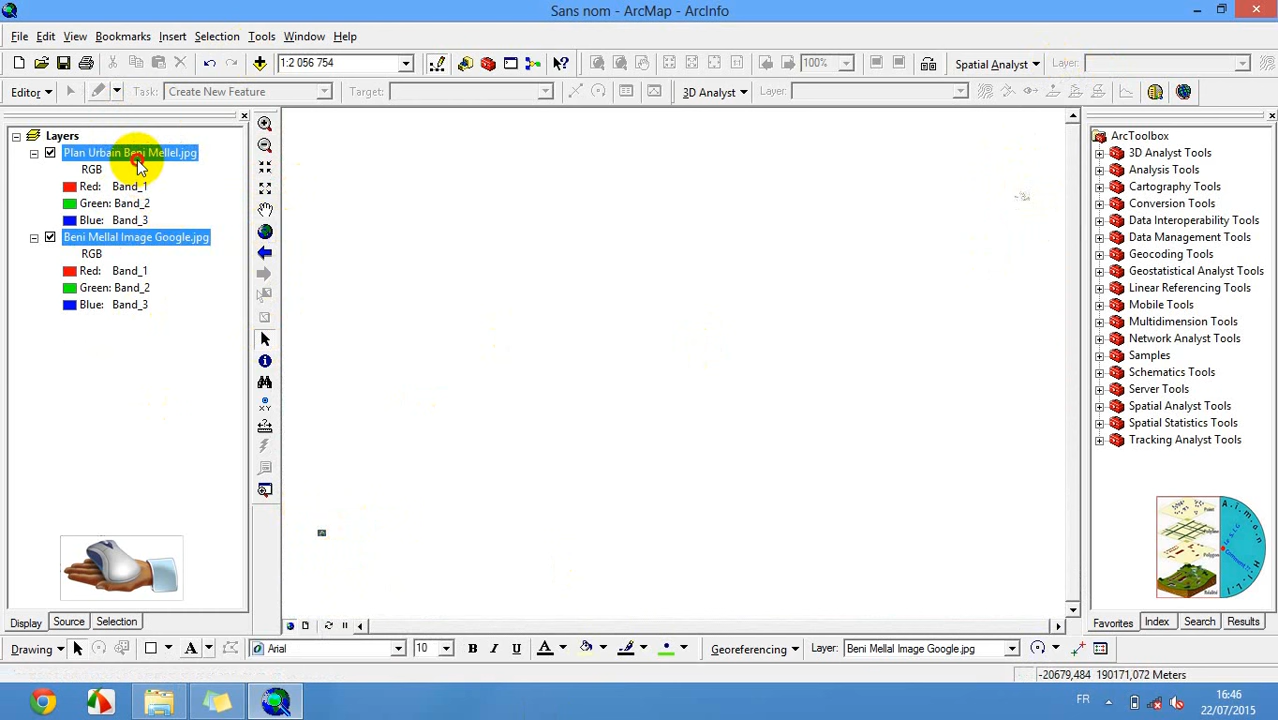 Sans nom - ArcMap - ArcInfo
File Edit View Bookmarks Insert Selection Tools Window Help
1:2 056 754
100%
Spatial Analyst
Layer:
Editor
Task:
Create New Feature
Target:
3D Analyst
Layer:
Layers
Plan Urbain Beni Mellel.jpg
RGB
Red: Band_1
Green: Band_2
Blue: Band_3
Beni Mellal Image Google.jpg
RGB
Red: Band_1
Green: Band_2
Blue: Band_3
XY
ArcToolbox
3D Analyst Tools
Analysis Tools
Cartography Tools
Conversion Tools
Data Interoperability Tools
Data Management Tools
Geocoding Tools
Geostatistical Analyst Tools
Linear Referencing Tools
Mobile Tools
Multidimension Tools
Network Analyst Tools
Samples
Schematics Tools
Server Tools
Spatial Analyst Tools
Spatial Statistics Tools
Tracking Analyst Tools
Display Source Selection
Favorites Index Search Results
Drawing
A
Arial
10
B I U
A
Georeferencing
Layer:
Beni Mellal Image Google.jpg
-20679,484 190171,072 Meters
FR
16:46
22/07/2015